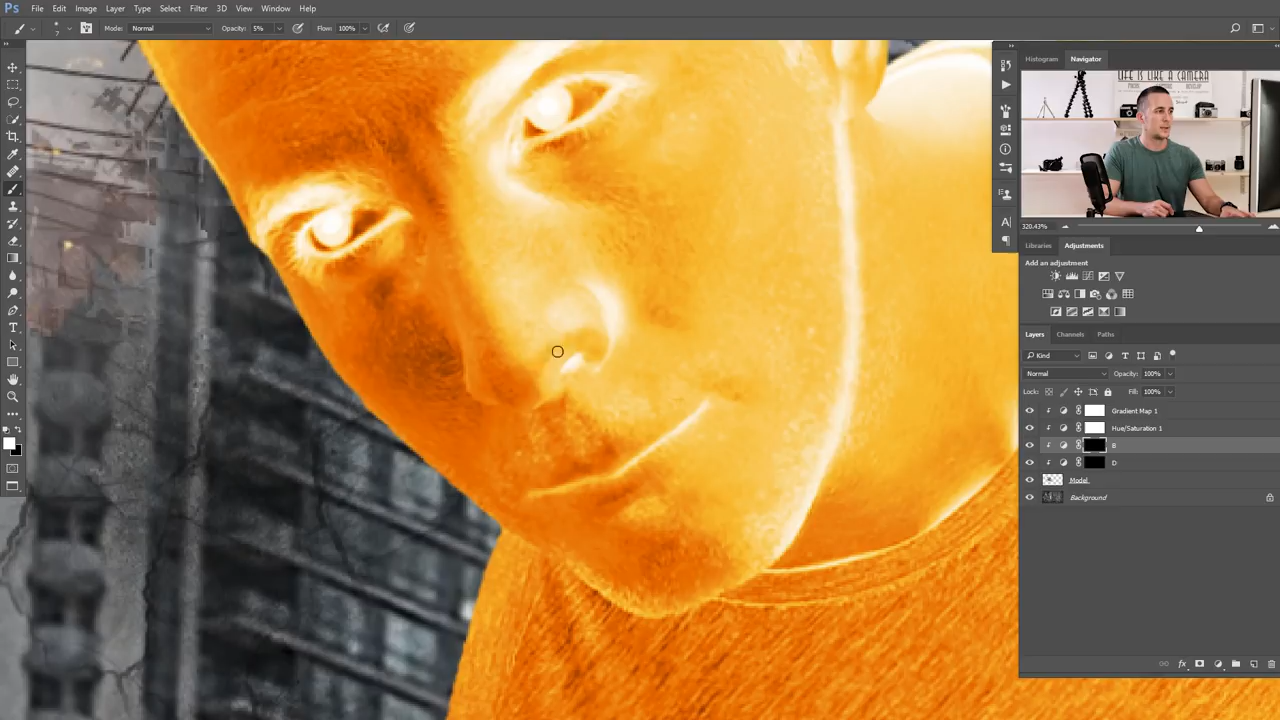 Ps File Edit Image Layer Type Select Filter 3D View Window Help
7 Mode: Normal Opacity: 5% Flow: 100%
Histogram Navigator
LIFE IS LIKE A CAMERA
320.43%
Libraries Adjustments
Add an adjustment
Layers Channels Paths
Kind
Normal Opacity: 100%
Lock: Fill: 100%
Gradient Map 1
Hue/Saturation 1
B
D
Model
Background